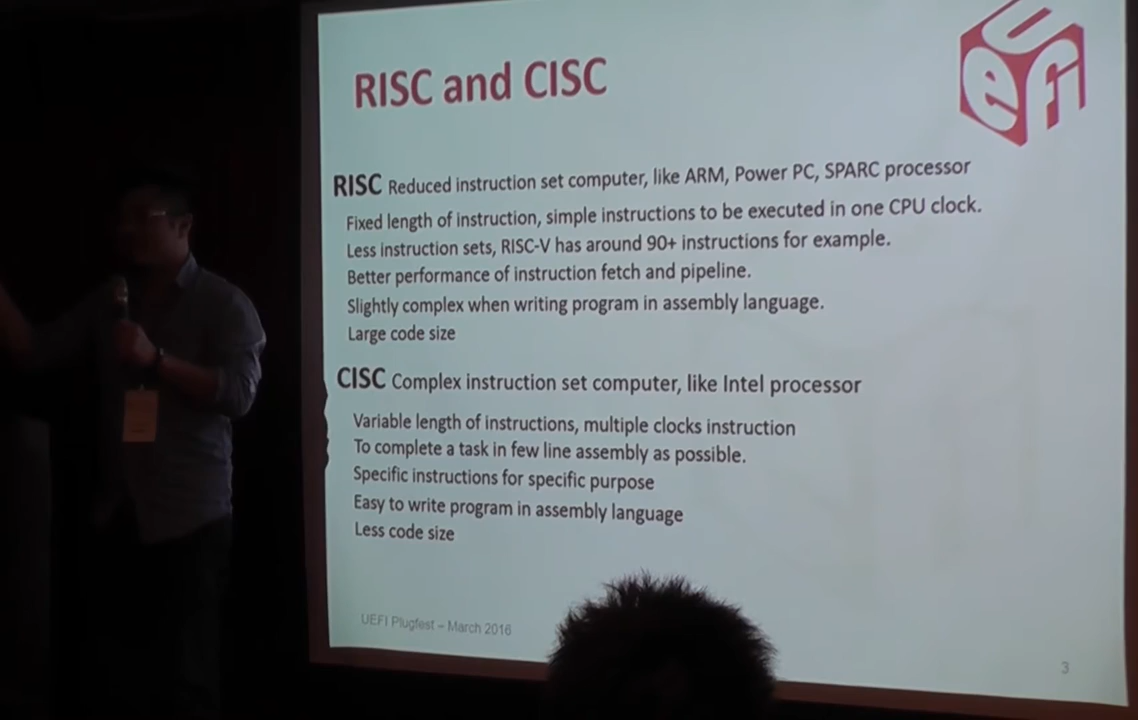 RISC and CISC
uefi
RISC Reduced instruction set computer, like ARM, Power PC, SPARC processor
Fixed length of instruction, simple instructions to be executed in one CPU clock.
Less instruction sets, RISC-V has around 90+ instructions for example.
Better performance of instruction fetch and pipeline.
Slightly complex when writing program in assembly language.
Large code size
CISC Complex instruction set computer, like Intel processor
Variable length of instructions, multiple clocks instruction
To complete a task in few line assembly as possible.
Specific instructions for specific purpose
Easy to write program in assembly language
Less code size
UEFI Plugfest – March 2016
3